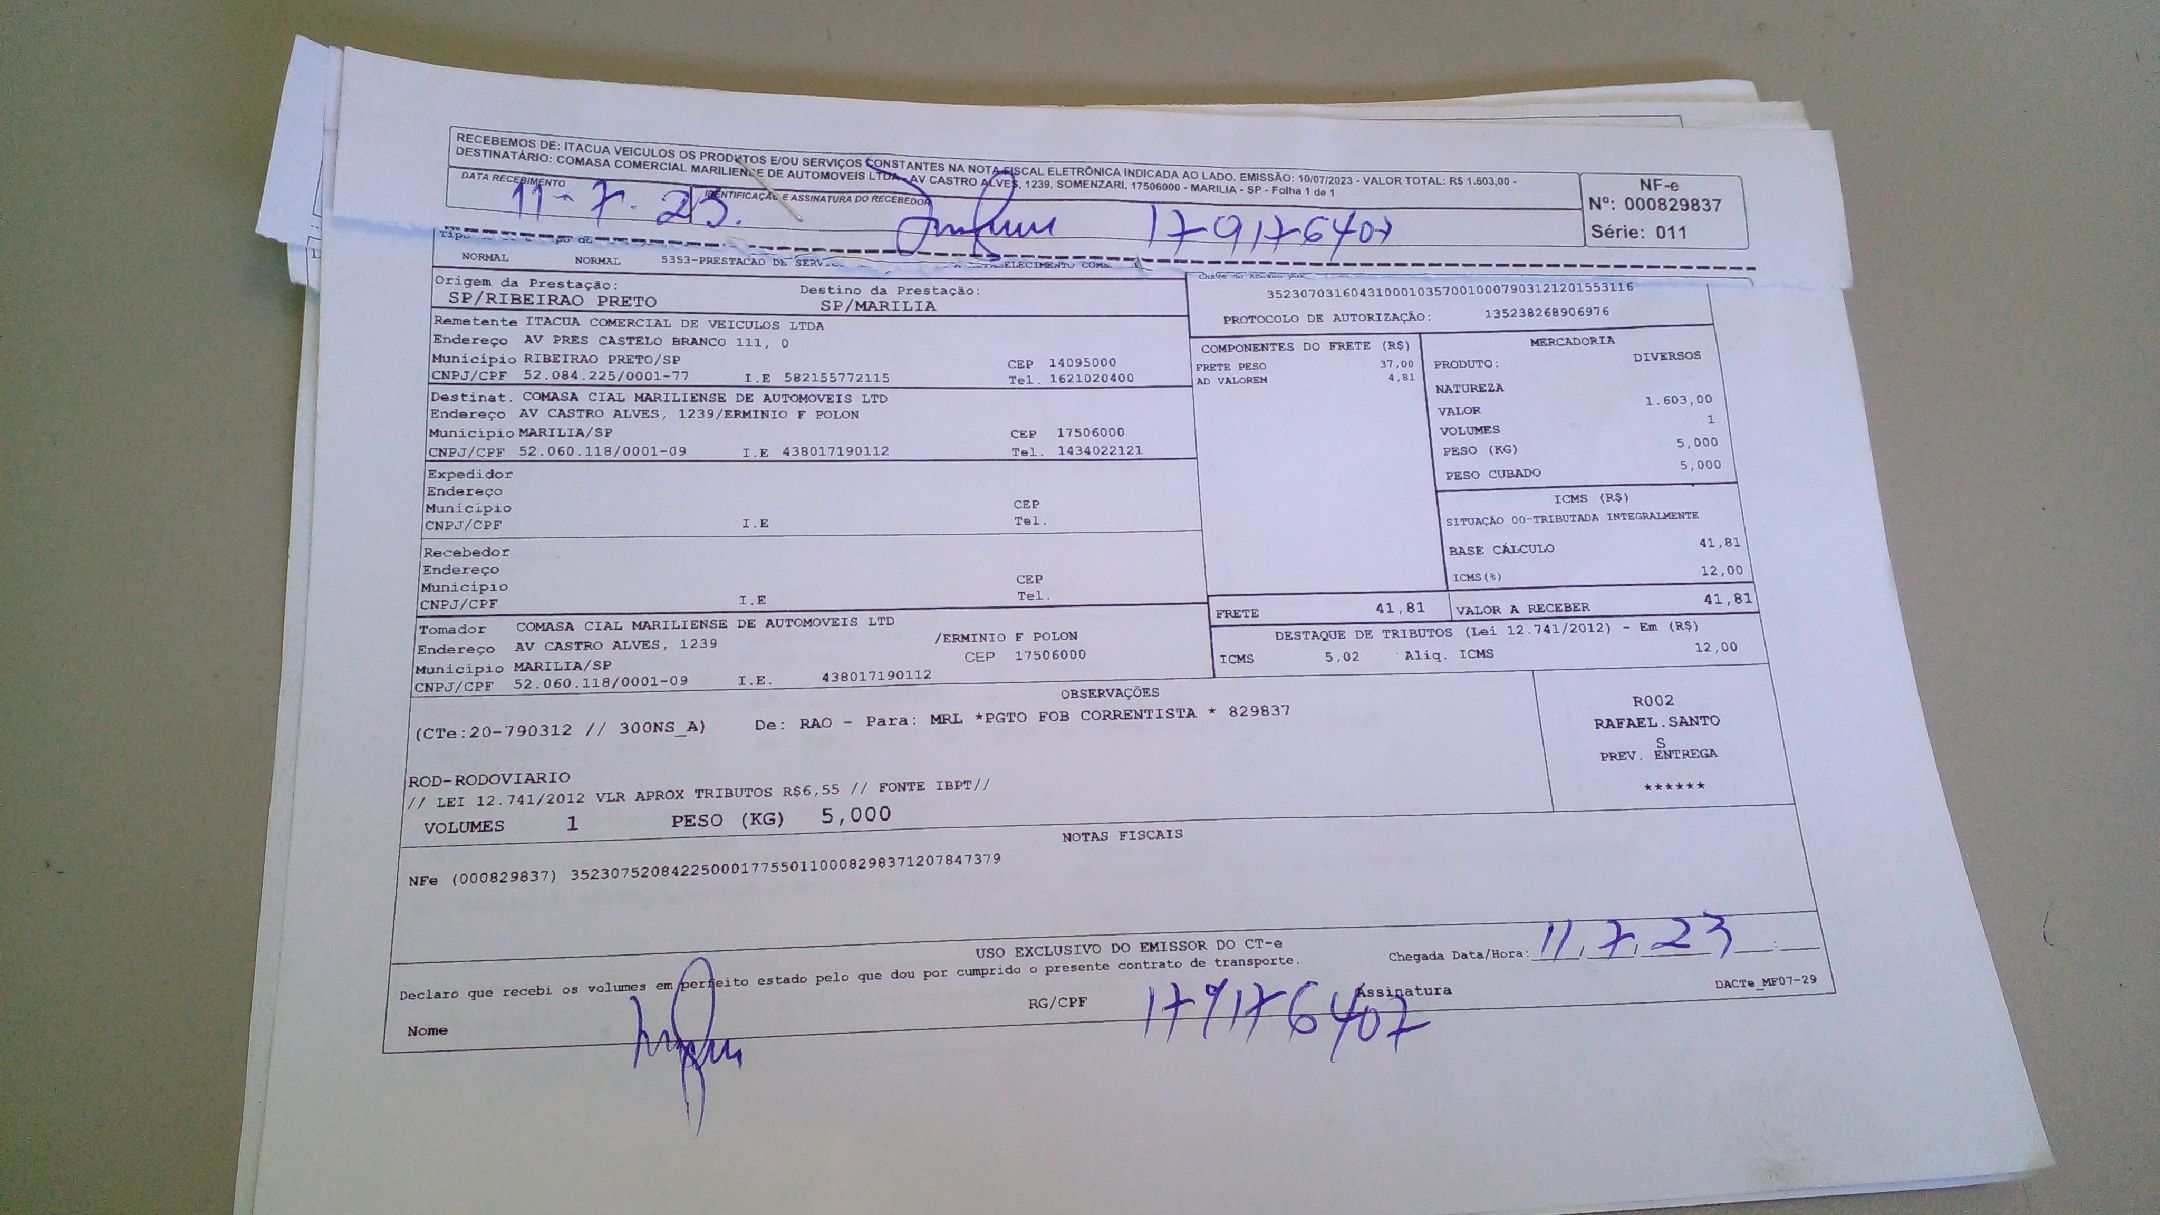 RECEBEMOS DE: ITACUA VEICULOS OS PRODUTOS E/OU SERVIÇOS CONSTANTES NA NOTA FISCAL ELETRÔNICA INDICADA AO LADO. EMISSÃO: 10/07/2023 - VALOR TOTAL: R$ 1.603,00 -
DESTINATÁRIO: COMASA COMERCIAL MARILIENSE DE AUTOMOVEIS LTDA - AV CASTRO ALVES, 1239, SOMENZARI, 17506000 - MARILIA - SP - Folha 1 de 1
NF-e
Nº: 000829837
Série: 011
DATA RECEBIMENTO
IDENTIFICAÇÃO E ASSINATURA DO RECEBEDOR
11-7-23.
179176407
NORMAL NORMAL 5353-PRESTACAO DE
Origem da Prestação: Destino da Prestação:
SP/RIBEIRAO PRETO SP/MARILIA
35230703160431000103570010007903121201553116
PROTOCOLO DE AUTORIZAÇÃO: 135238268906976
Remetente ITACUA COMERCIAL DE VEICULOS LTDA
Endereço AV PRES CASTELO BRANCO 111, 0
Município RIBEIRAO PRETO/SP CEP 14095000
CNPJ/CPF 52.084.225/0001-77 I.E 582155772115 Tel. 1621020400
Destinat. COMASA CIAL MARILIENSE DE AUTOMOVEIS LTD
Endereço AV CASTRO ALVES, 1239/ERMINIO F POLON
Município MARILIA/SP CEP 17506000
CNPJ/CPF 52.060.118/0001-09 I.E 438017190112 Tel. 1434022121
Expedidor
Endereço
Município CEP
CNPJ/CPF I.E Tel.
Recebedor
Endereço
Município CEP
CNPJ/CPF I.E Tel.
Tomador COMASA CIAL MARILIENSE DE AUTOMOVEIS LTD
Endereço AV CASTRO ALVES, 1239 /ERMINIO F POLON
Município MARILIA/SP CEP 17506000
CNPJ/CPF 52.060.118/0001-09 I.E. 438017190112
COMPONENTES DO FRETE (R$)
FRETE PESO 37,00
AD VALOREM 4,81
MERCADORIA
PRODUTO: DIVERSOS
NATUREZA
VALOR 1.603,00
VOLUMES 1
PESO (KG) 5,000
PESO CUBADO 5,000
ICMS (R$)
SITUAÇÃO 00-TRIBUTADA INTEGRALMENTE
BASE CÁLCULO 41,81
ICMS(%) 12,00
FRETE 41,81 VALOR A RECEBER 41,81
DESTAQUE DE TRIBUTOS (Lei 12.741/2012) - Em (R$)
ICMS 5,02 Aliq. ICMS 12,00
OBSERVAÇÕES
(CTe:20-790312 // 300NS_A) De: RAO - Para: MRL *PGTO FOB CORRENTISTA * 829837
ROD-RODOVIARIO
// LEI 12.741/2012 VLR APROX TRIBUTOS R$6,55 // FONTE IBPT//
VOLUMES 1 PESO (KG) 5,000
R002
RAFAEL.SANTO
S
PREV. ENTREGA
******
NOTAS FISCAIS
NFe (000829837) 35230752084225000177550110008298371207847379
USO EXCLUSIVO DO EMISSOR DO CT-e
Declaro que recebi os volumes em perfeito estado pelo que dou por cumprido o presente contrato de transporte.
Chegada Data/Hora: 11,7,23 :
Nome RG/CPF 179176407 Assinatura
DACTe_MF07-29